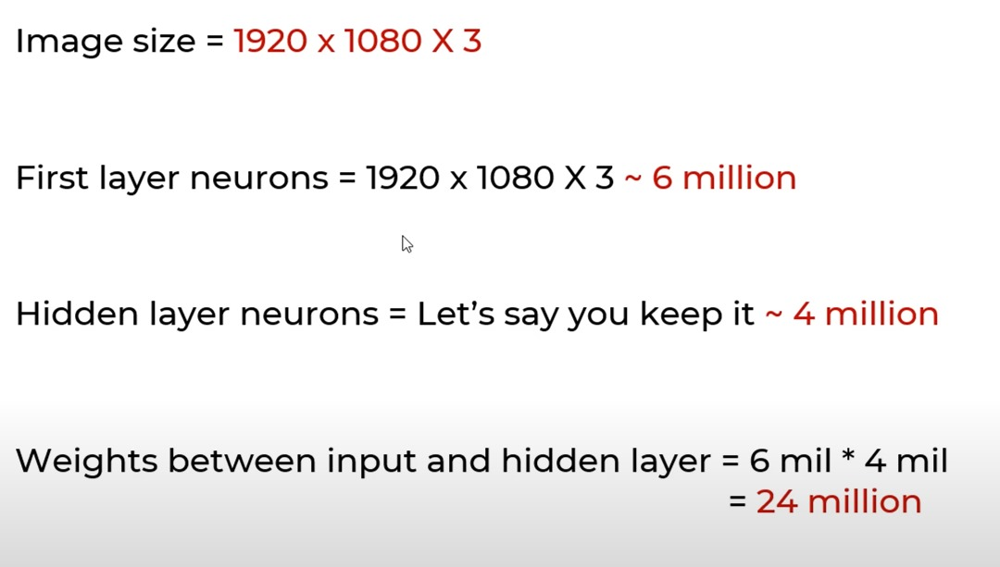 Image size = 1920 x 1080 X 3
First layer neurons = 1920 x 1080 X 3 ~ 6 million
Hidden layer neurons = Let’s say you keep it ~ 4 million
Weights between input and hidden layer = 6 mil * 4 mil
= 24 million